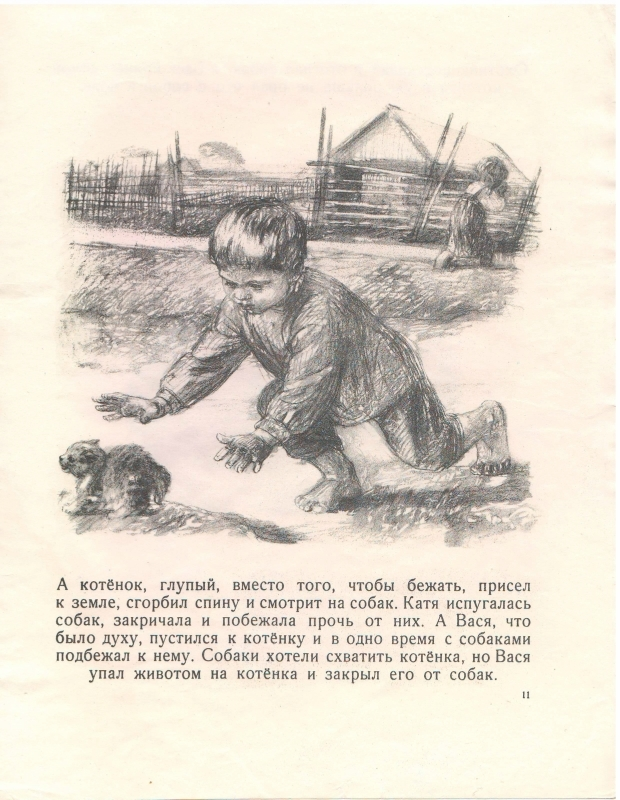 А котёнок, глупый, вместо того, чтобы бежать, присел
к земле, сгорбил спину и смотрит на собак. Катя испугалась
собак, закричала и побежала прочь от них. А Вася, что
было духу, пустился к котёнку и в одно время с собаками
подбежал к нему. Собаки хотели схватить котёнка, но Вася
упал животом на котёнка и закрыл его от собак.
11